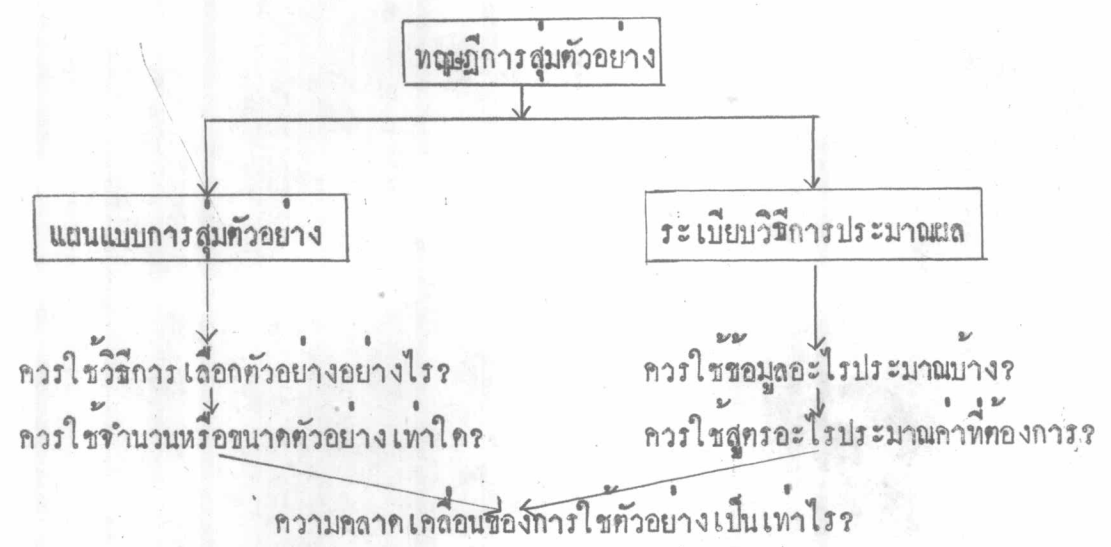 ทฤษฎีการสุ่มตัวอย่าง
แผนแบบการสุ่มตัวอย่าง
ระเบียบวิธีการประมาณผล
ควรใช้วิธีการเลือกตัวอย่างอย่างไร?
ควรใช้ข้อมูลอะไรประมาณบ้าง?
ควรใช้จำนวนหรือขนาดตัวอย่างเท่าใด?
ควรใช้สูตรอะไรประมาณค่าที่ต้องการ?
ความคลาดเคลื่อนของการใช้ตัวอย่างเป็นเท่าไร?